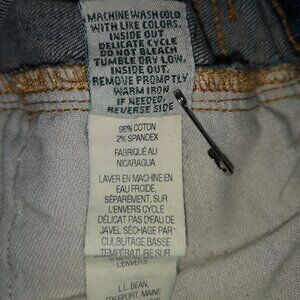 MACHINE WASH COLD
WITH LIKE COLORS.
INSIDE OUT
DELICATE CYCLE
DO NOT BLEACH
TUMBLE DRY LOW.
INSIDE OUT.
REMOVE PROMPTLY
WARM IRON
IF NEEDED.
REVERSE SIDE
98% COTON
2% SPANDEX
FABRIQUÉ AU
NICARAGUA
LAVER EN MACHINE EN
EAU FROIDE,
SÉPARÉMENT, SUR
L'ENVERS CYCLE
DÉLICAT PAS D'EAU DE
JAVEL SÉCHAGE PAR
CULBUTAGE BASSE
TEMPÉRATURE SUR
L'ENVERS
L.L. BEAN,
FREEPORT, MAINE